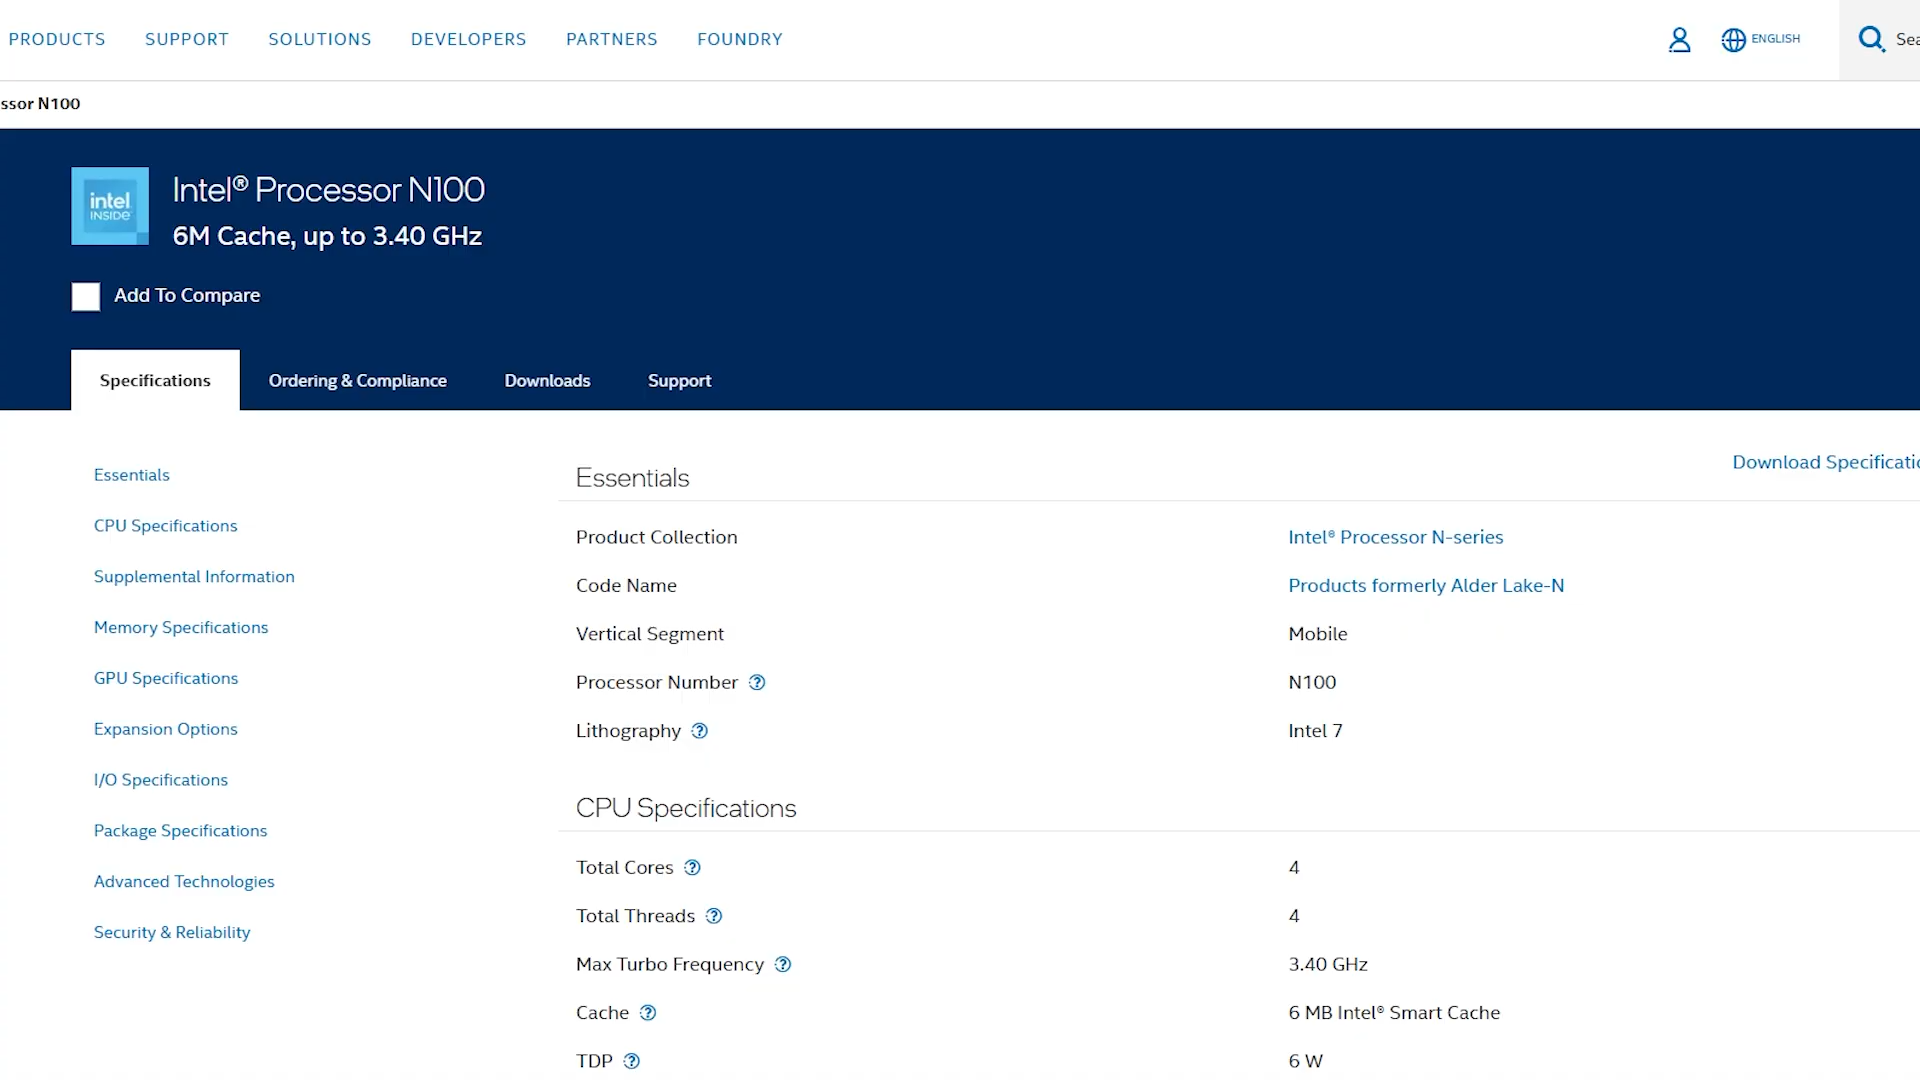 PRODUCTS SUPPORT SOLUTIONS DEVELOPERS PARTNERS FOUNDRY ENGLISH Sea
ssor N100
intel INSIDE
Intel® Processor N100
6M Cache, up to 3.40 GHz
Add To Compare
Specifications Ordering & Compliance Downloads Support
Essentials
CPU Specifications
Supplemental Information
Memory Specifications
GPU Specifications
Expansion Options
I/O Specifications
Package Specifications
Advanced Technologies
Security & Reliability
Download Specificatio
Essentials
Product Collection Intel® Processor N-series
Code Name Products formerly Alder Lake-N
Vertical Segment Mobile
Processor Number ? N100
Lithography ? Intel 7
CPU Specifications
Total Cores ? 4
Total Threads ? 4
Max Turbo Frequency ? 3.40 GHz
Cache ? 6 MB Intel® Smart Cache
TDP ? 6 W